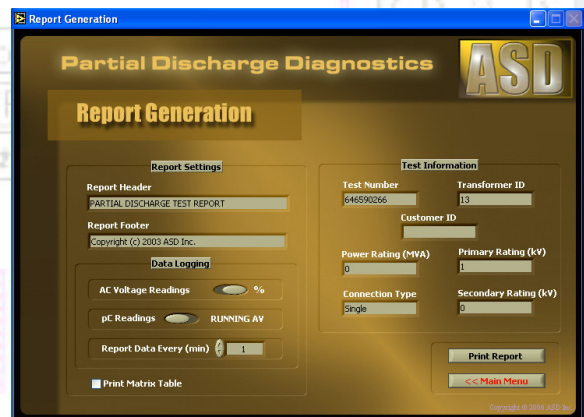 Report Generation
Partial Discharge Diagnostics
ASD
Report Generation
Report Settings
Report Header
PARTIAL DISCHARGE TEST REPORT
Report Footer
Copyright (c) 2003 ASD Inc.
Data Logging
AC Voltage Readings %
pC Readings RUNNING AV
Report Data Every (min) 1
Print Matrix Table
Test Information
Test Number Transformer ID
646590266 13
Customer ID
Power Rating (MVA) Primary Rating (kV)
0 1
Connection Type Secondary Rating (kV)
Single 0
Print Report
<< Main Menu